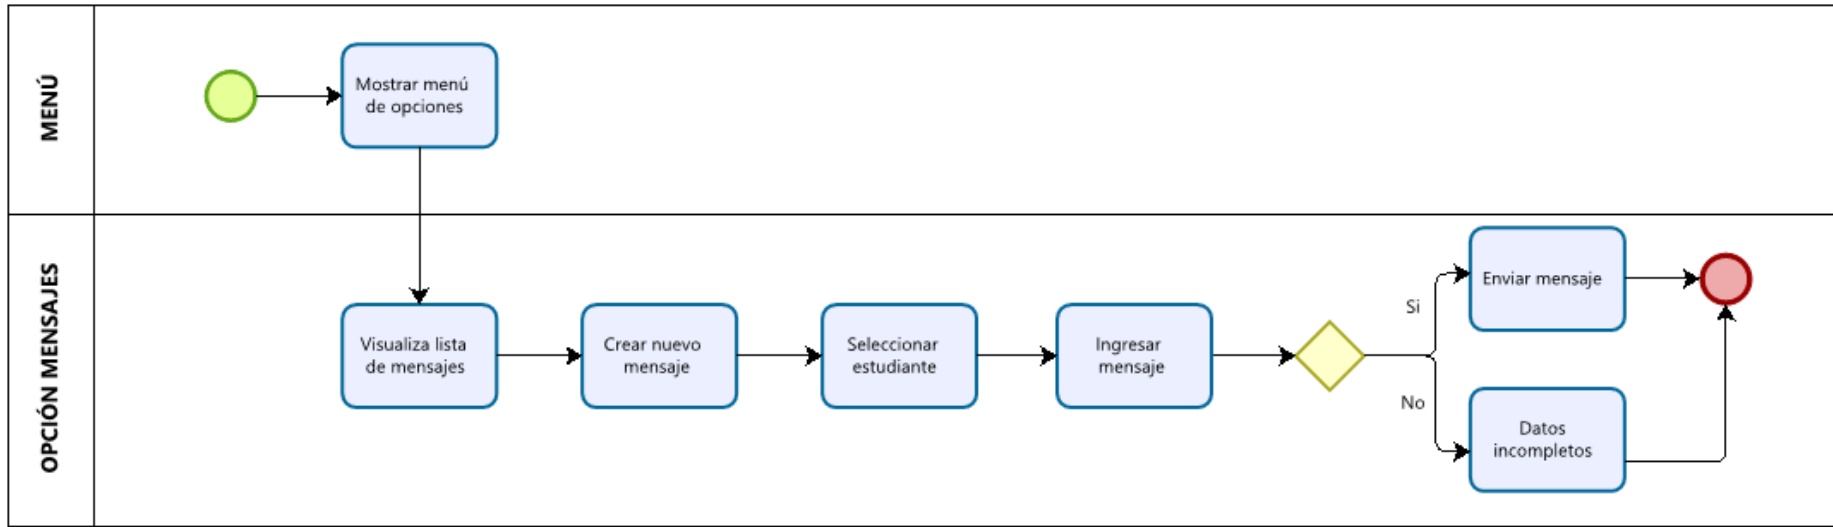 MENÚ
Mostrar menú
de opciones
OPCIÓN MENSAJES
Visualiza lista
de mensajes
Crear nuevo
mensaje
Seleccionar
estudiante
Ingresar
mensaje
Si
No
Enviar mensaje
Datos
incompletos